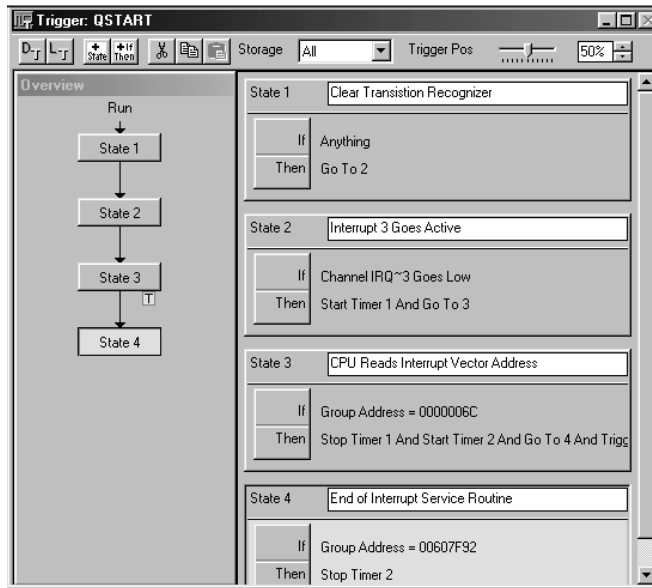 Trigger: QSTART
D L +State +If Then Storage All Trigger Pos 50%
Overview
Run
State 1
State 2
State 3
T
State 4
State 1 Clear Transistion Recognizer
If Anything
Then Go To 2
State 2 Interrupt 3 Goes Active
If Channel IRQ~3 Goes Low
Then Start Timer 1 And Go To 3
State 3 CPU Reads Interrupt Vector Address
If Group Address = 0000006C
Then Stop Timer 1 And Start Timer 2 And Go To 4 And Trigg
State 4 End of Interrupt Service Routine
If Group Address = 00607F92
Then Stop Timer 2